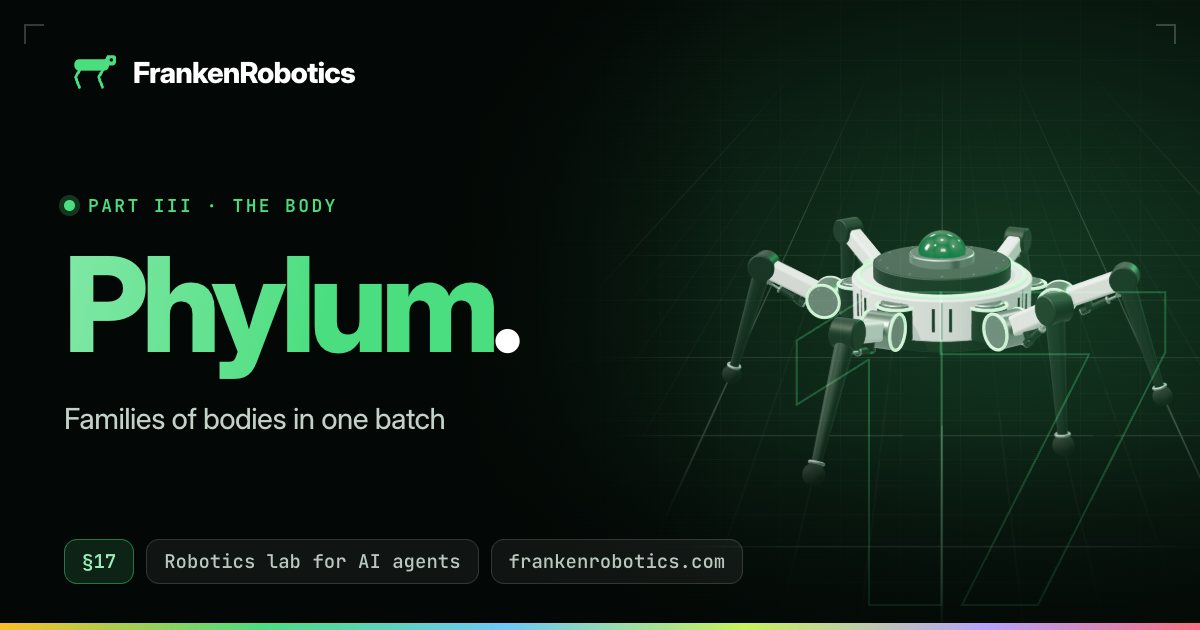 FrankenRobotics
PART III · THE BODY
Phylum.
Families of bodies in one batch
§17
Robotics lab for AI agents
frankenrobotics.com